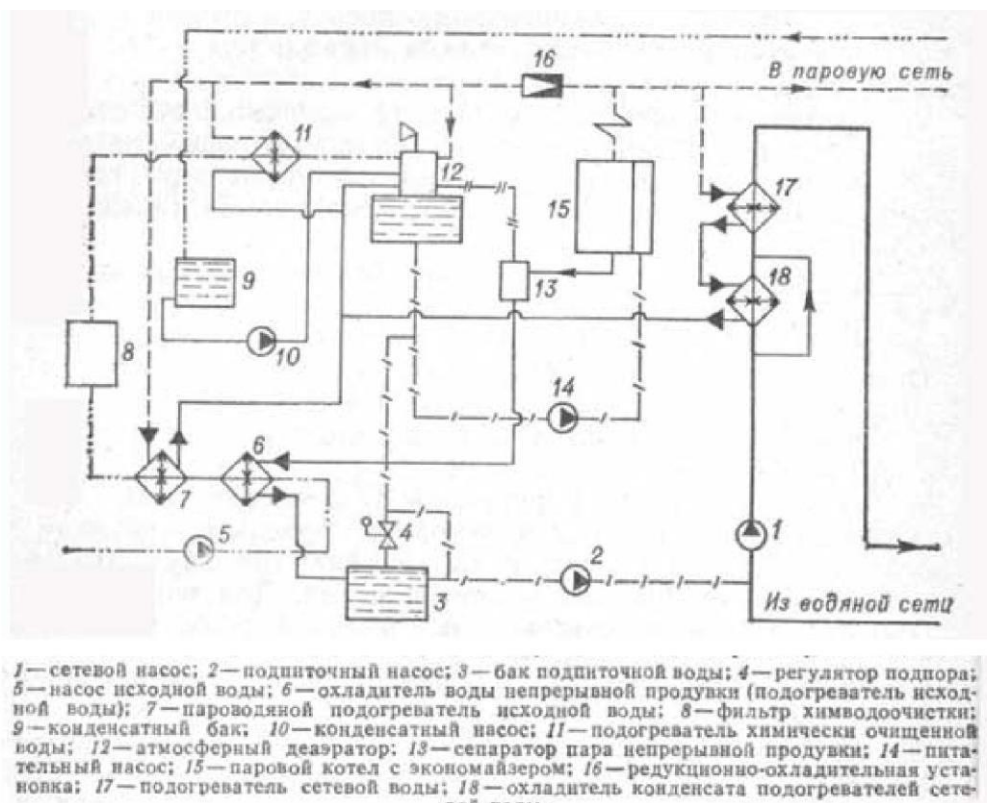 В паровую сеть
16
11
12
17
15
9
13
18
8
10
14
6
7
5
4
2
1
3
Из водяной сети
1—сетевой насос; 2—подпиточный насос; 3—бак подпиточной воды; 4—регулятор подпора;
5—насос исходной воды; 6—охладитель воды непрерывной продувки (подогреватель исход-
ной воды); 7—пароводяной подогреватель исходной воды; 8—фильтр химводоочистки;
9—конденсатный бак; 10—конденсатный насос; 11—подогреватель химически очищенной
воды; 12—атмосферный деаэратор; 13—сепаратор пара непрерывной продувки; 14—пита-
тельный насос; 15—паровой котел с экономайзером; 16—редукционно-охладительная уста-
новка; 17—подогреватель сетевой воды; 18—охладитель конденсата подогревателей сете-